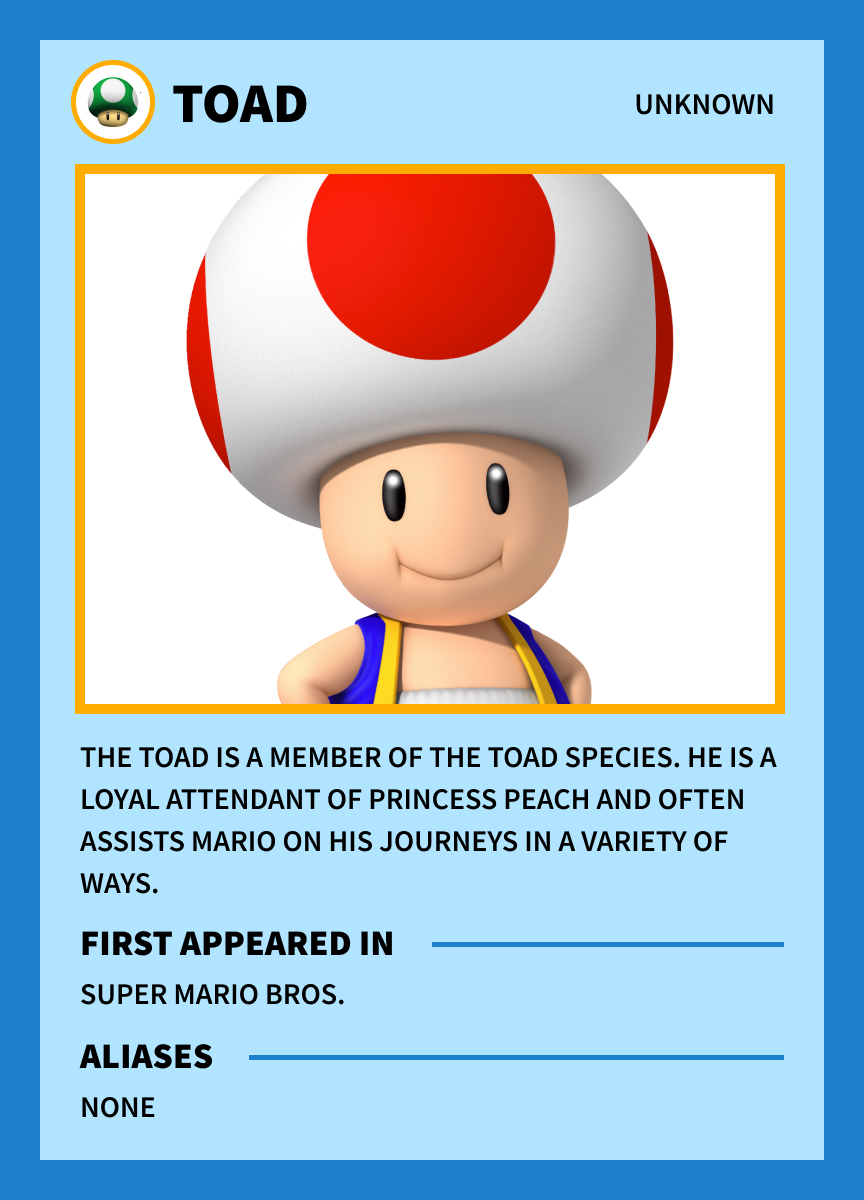 TOAD
UNKNOWN
THE TOAD IS A MEMBER OF THE TOAD SPECIES. HE IS A
LOYAL ATTENDANT OF PRINCESS PEACH AND OFTEN
ASSISTS MARIO ON HIS JOURNEYS IN A VARIETY OF
WAYS.
FIRST APPEARED IN
SUPER MARIO BROS.
ALIASES
NONE